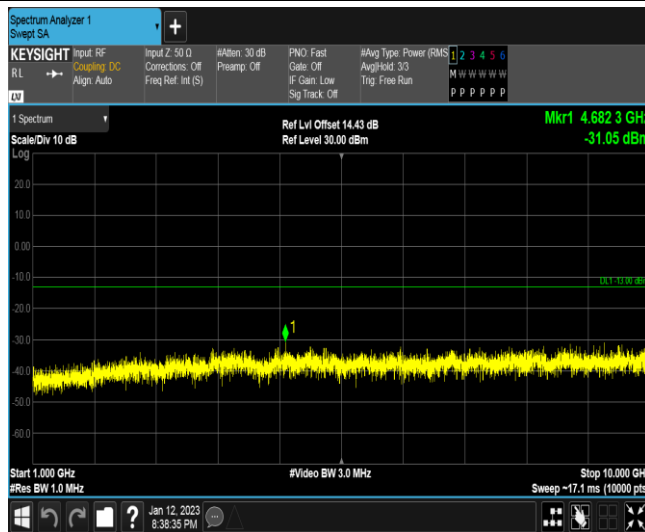 Spectrum Analyzer 1
Swept SA
+
KEYSIGHT
RL
LXI
Input: RF
Coupling: DC
Align: Auto
Input Z: 50 Ω
Corrections: Off
Freq Ref: Int (S)
#Atten: 30 dB
Preamp: Off
PNO: Fast
Gate: Off
IF Gain: Low
Sig Track: Off
#Avg Type: Power (RMS
Avg|Hold: 3/3
Trig: Free Run
1 2 3 4 5 6
M W W W W W
P P P P P P
1 Spectrum
Scale/Div 10 dB
Log
Ref Lvl Offset 14.43 dB
Ref Level 30.00 dBm
Mkr1 4.682 3 GHz
-31.05 dBm
20.0
10.0
0.00
-10.0
DL1 -13.00 dB
-20.0
1
-30.0
-40.0
-50.0
-60.0
Start 1.000 GHz
#Res BW 1.0 MHz
#Video BW 3.0 MHz
Stop 10.000 GH
Sweep ~17.1 ms (10000 pts
?
Jan 12, 2023
8:38:35 PM